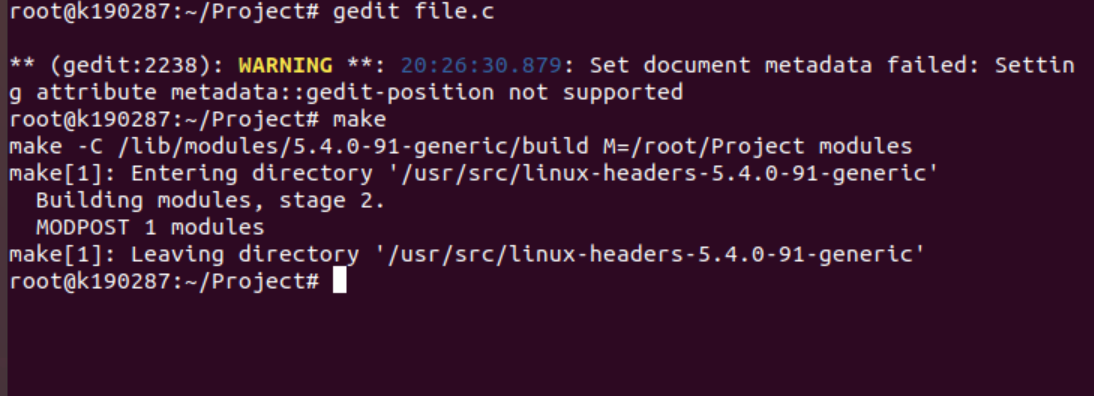 root@k190287:~/Project# gedit file.c
** (gedit:2238): WARNING **: 20:26:30.879: Set document metadata failed: Settin
g attribute metadata::gedit-position not supported
root@k190287:~/Project# make
make -C /lib/modules/5.4.0-91-generic/build M=/root/Project modules
make[1]: Entering directory '/usr/src/linux-headers-5.4.0-91-generic'
  Building modules, stage 2.
  MODPOST 1 modules
make[1]: Leaving directory '/usr/src/linux-headers-5.4.0-91-generic'
root@k190287:~/Project#